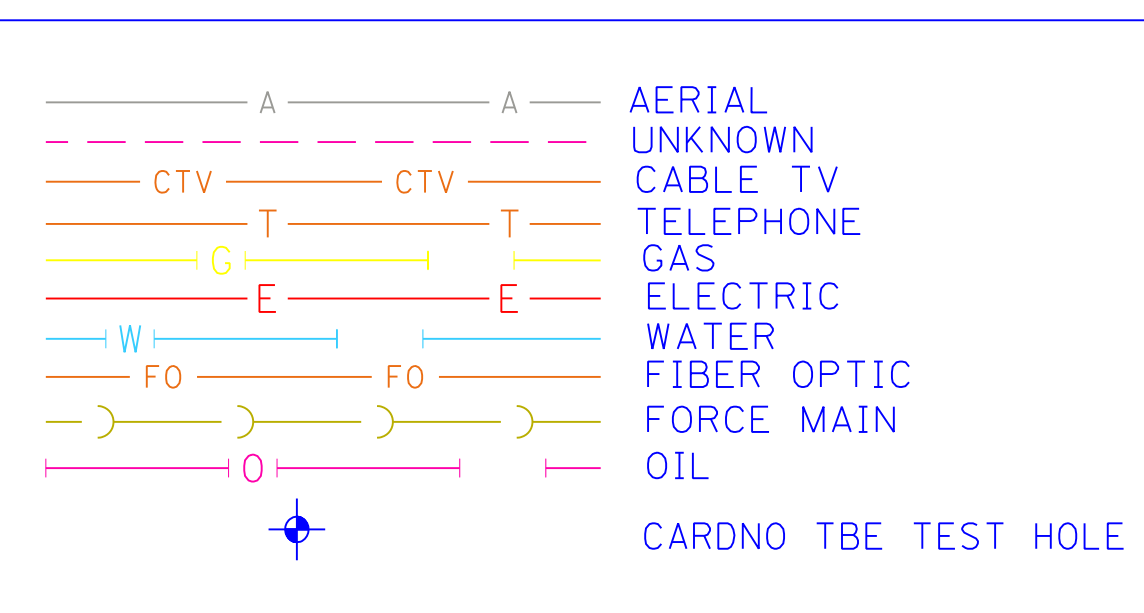 A A AERIAL
UNKNOWN
CTV CTV CABLE TV
T T TELEPHONE
G GAS
E E ELECTRIC
W WATER
FO FO FIBER OPTIC
FORCE MAIN
O OIL
CARDNO TBE TEST HOLE